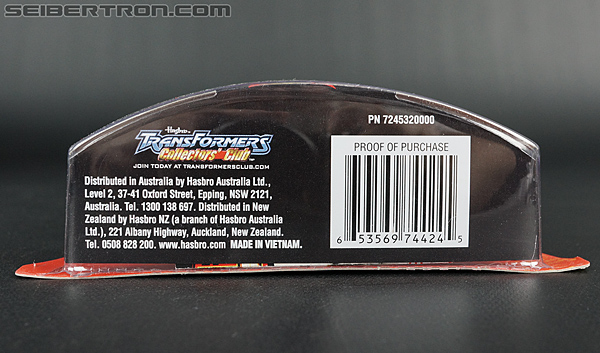 SEIBERTRON.COM
PN 7245320000
Hasbro
TRANSFORMERS
Collectors' Club
JOIN TODAY AT TRANSFORMERSCLUB.COM
PROOF OF PURCHASE
Distributed in Australia by Hasbro Australia Ltd.,
Level 2, 37-41 Oxford Street, Epping, NSW 2121,
Australia. Tel. 1300 138 697. Distributed in New
Zealand by Hasbro NZ (a branch of Hasbro Australia
Ltd.), 221 Albany Highway, Auckland, New Zealand.
Tel. 0508 828 200. www.hasbro.com MADE IN VIETNAM.
6 53569 74424 5